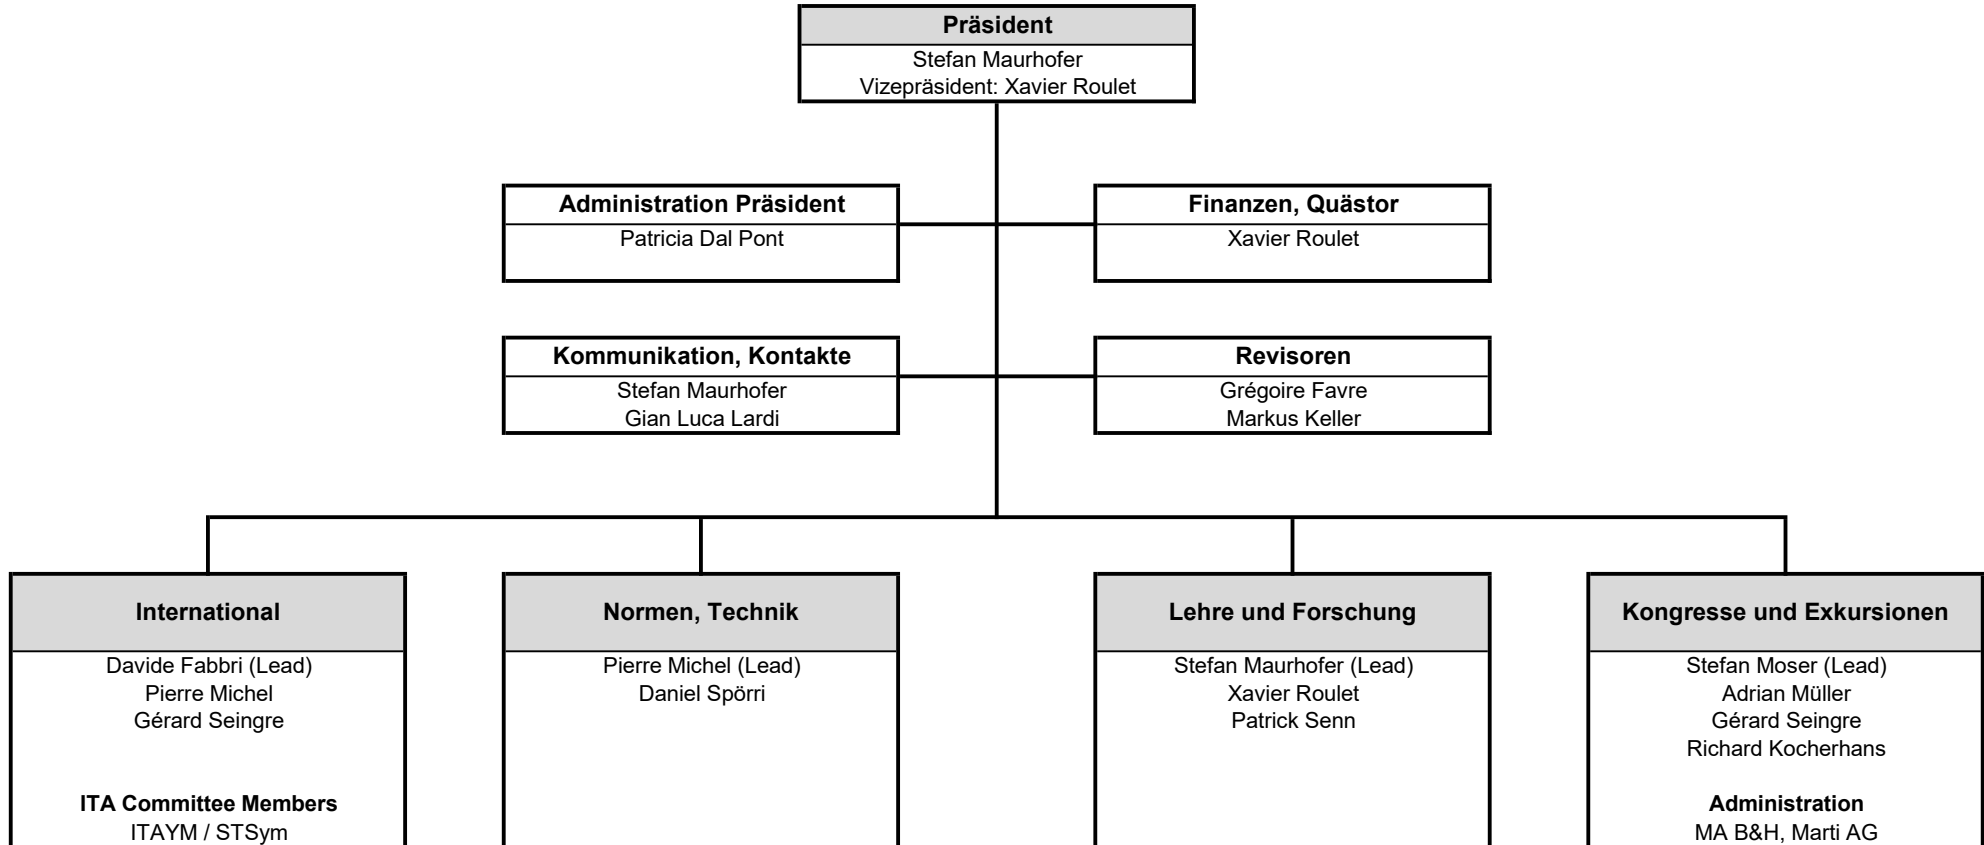 Präsident
Stefan Maurhofer
Vizepräsident: Xavier Roulet
Administration Präsident
Patricia Dal Pont
Finanzen, Quästor
Xavier Roulet
Kommunikation, Kontakte
Stefan Maurhofer
Gian Luca Lardi
Revisoren
Grégoire Favre
Markus Keller
International
Davide Fabbri (Lead)
Pierre Michel
Gérard Seingre
ITA Committee Members
ITAYM / STSym
Normen, Technik
Pierre Michel (Lead)
Daniel Spörri
Lehre und Forschung
Stefan Maurhofer (Lead)
Xavier Roulet
Patrick Senn
Kongresse und Exkursionen
Stefan Moser (Lead)
Adrian Müller
Gérard Seingre
Richard Kocherhans
Administration
MA B&H, Marti AG